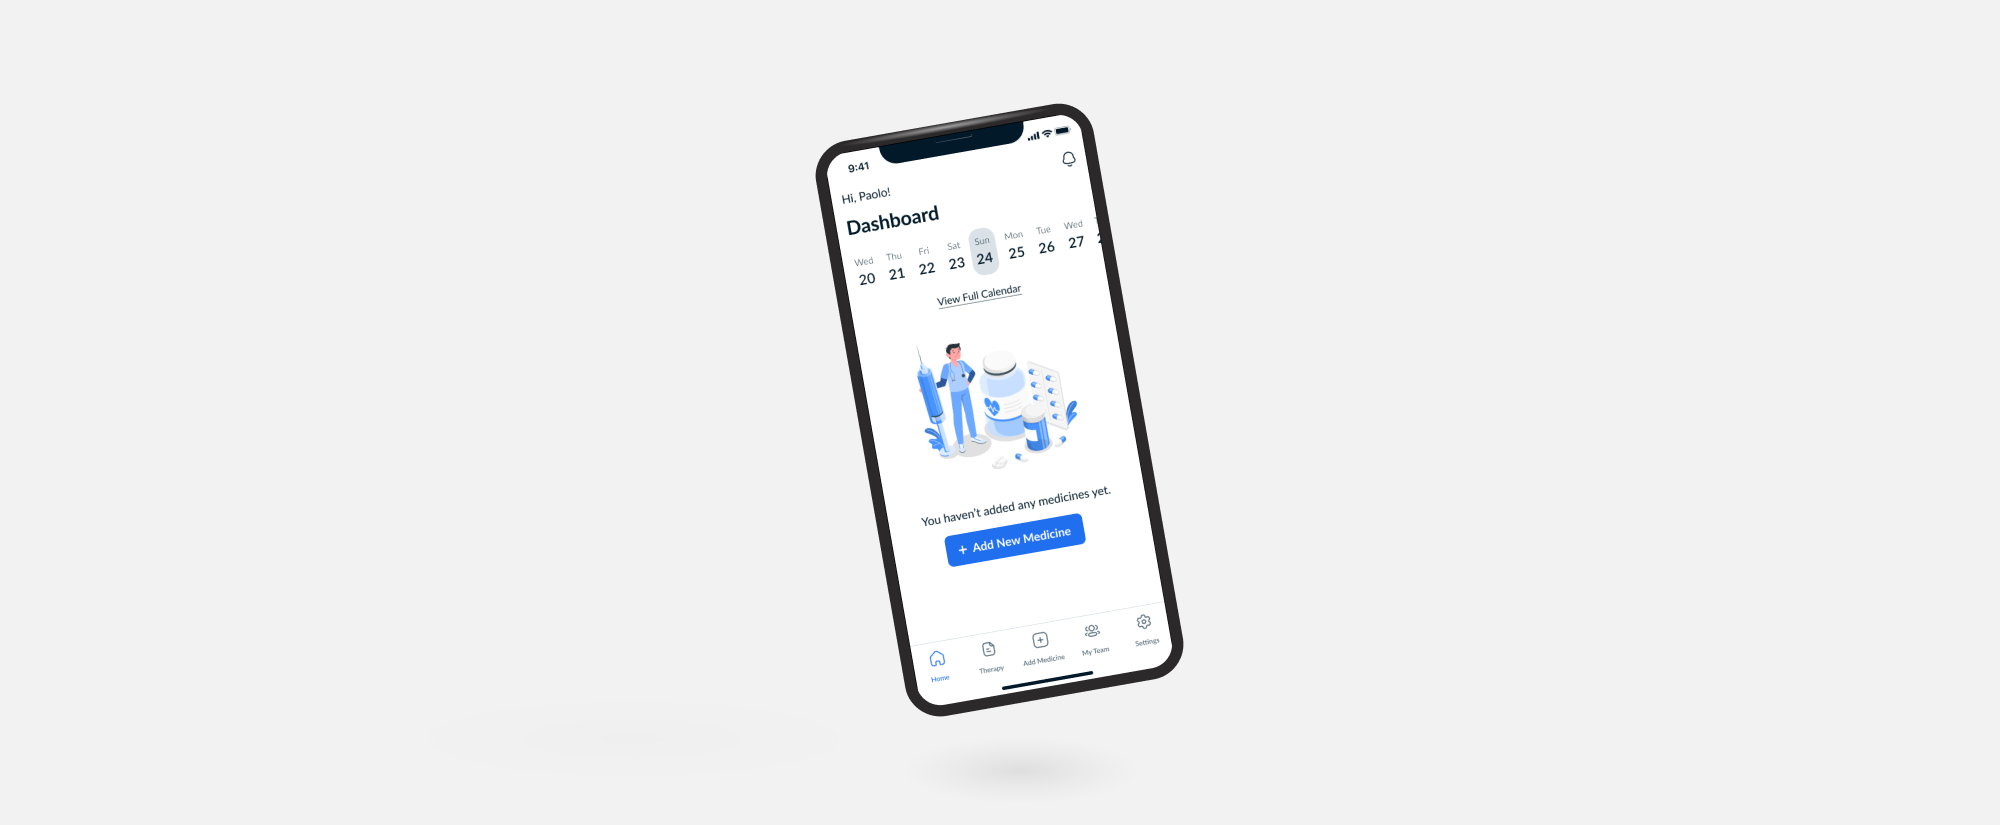 9:41
Hi, Paolo!
Dashboard
Wed Thu Fri Sat Sun Mon Tue Wed
20 21 22 23 24 25 26 27
View Full Calendar
You haven't added any medicines yet.
+ Add New Medicine
Home Therapy Add Medicine My Team Settings